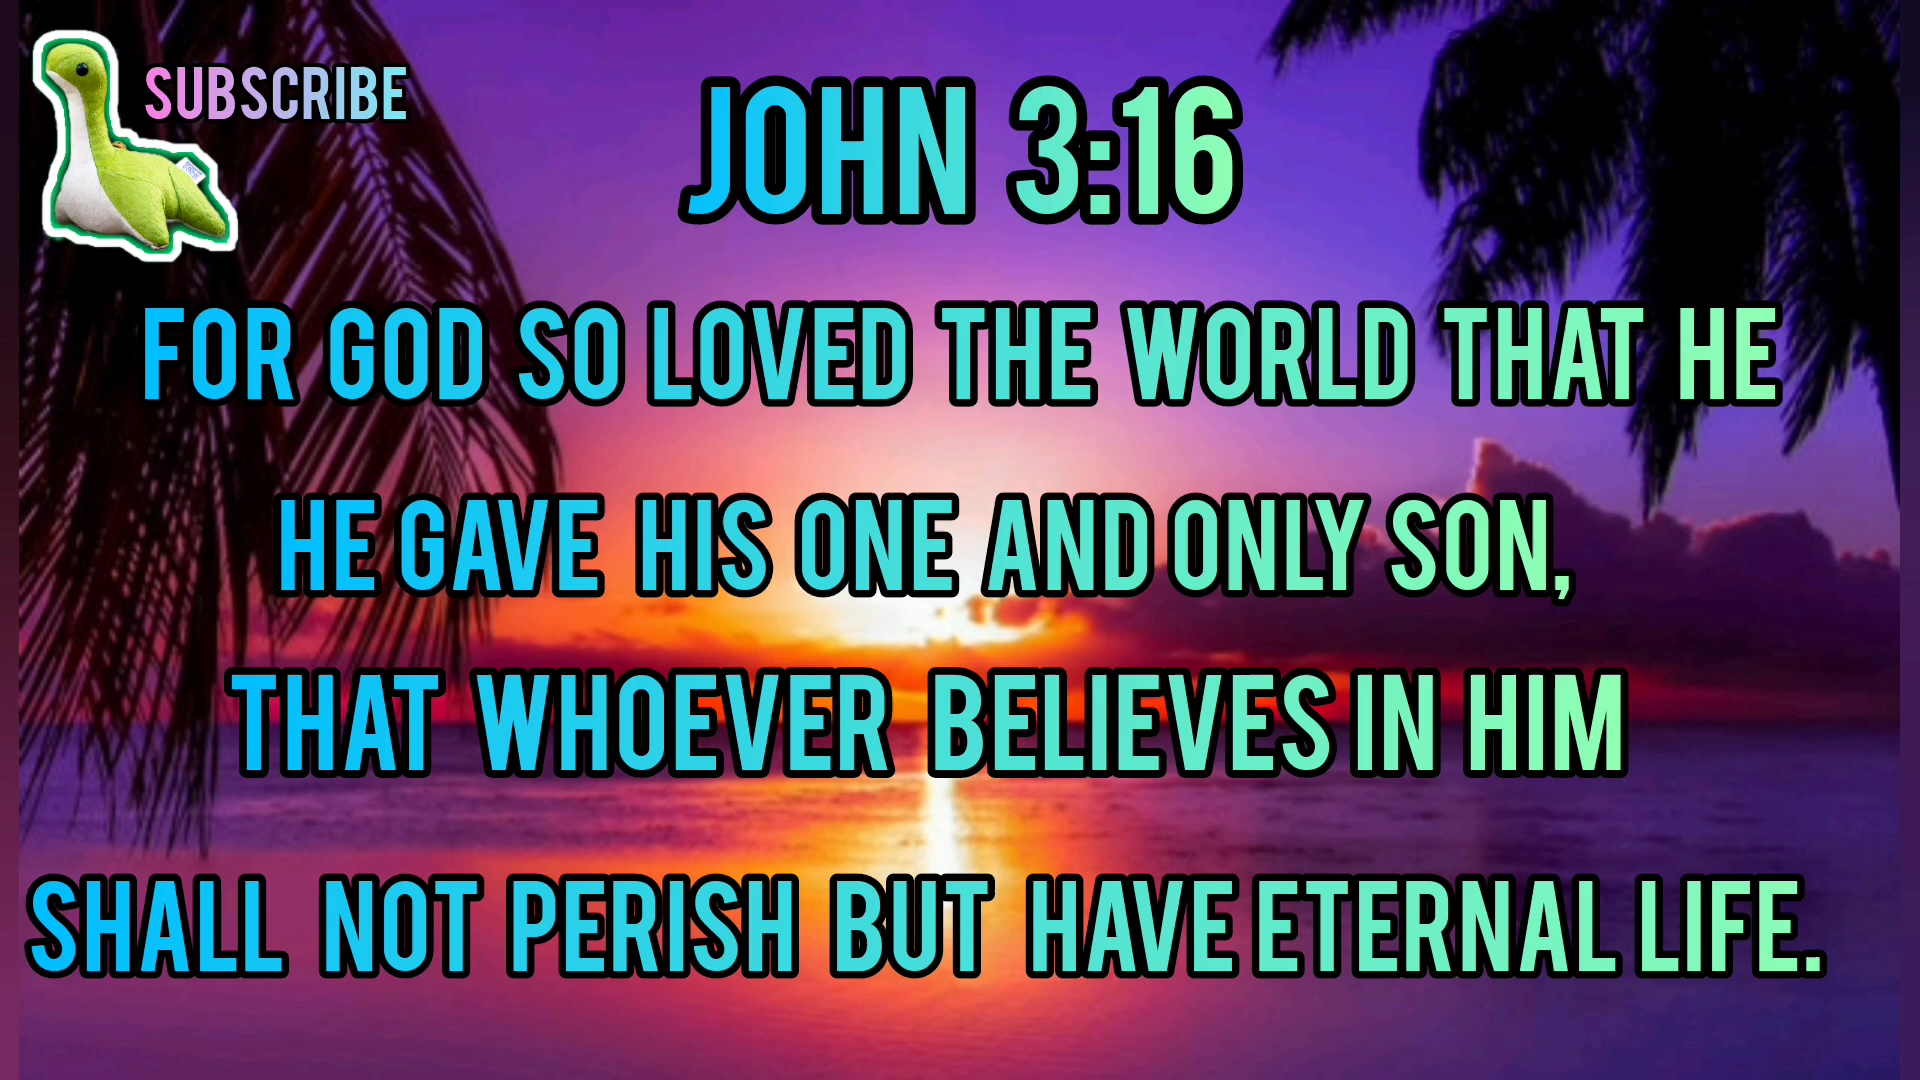 SUBSCRIBE
JOHN 3:16
FOR GOD SO LOVED THE WORLD THAT HE
HE GAVE HIS ONE AND ONLY SON,
THAT WHOEVER BELIEVES IN HIM
SHALL NOT PERISH BUT HAVE ETERNAL LIFE.